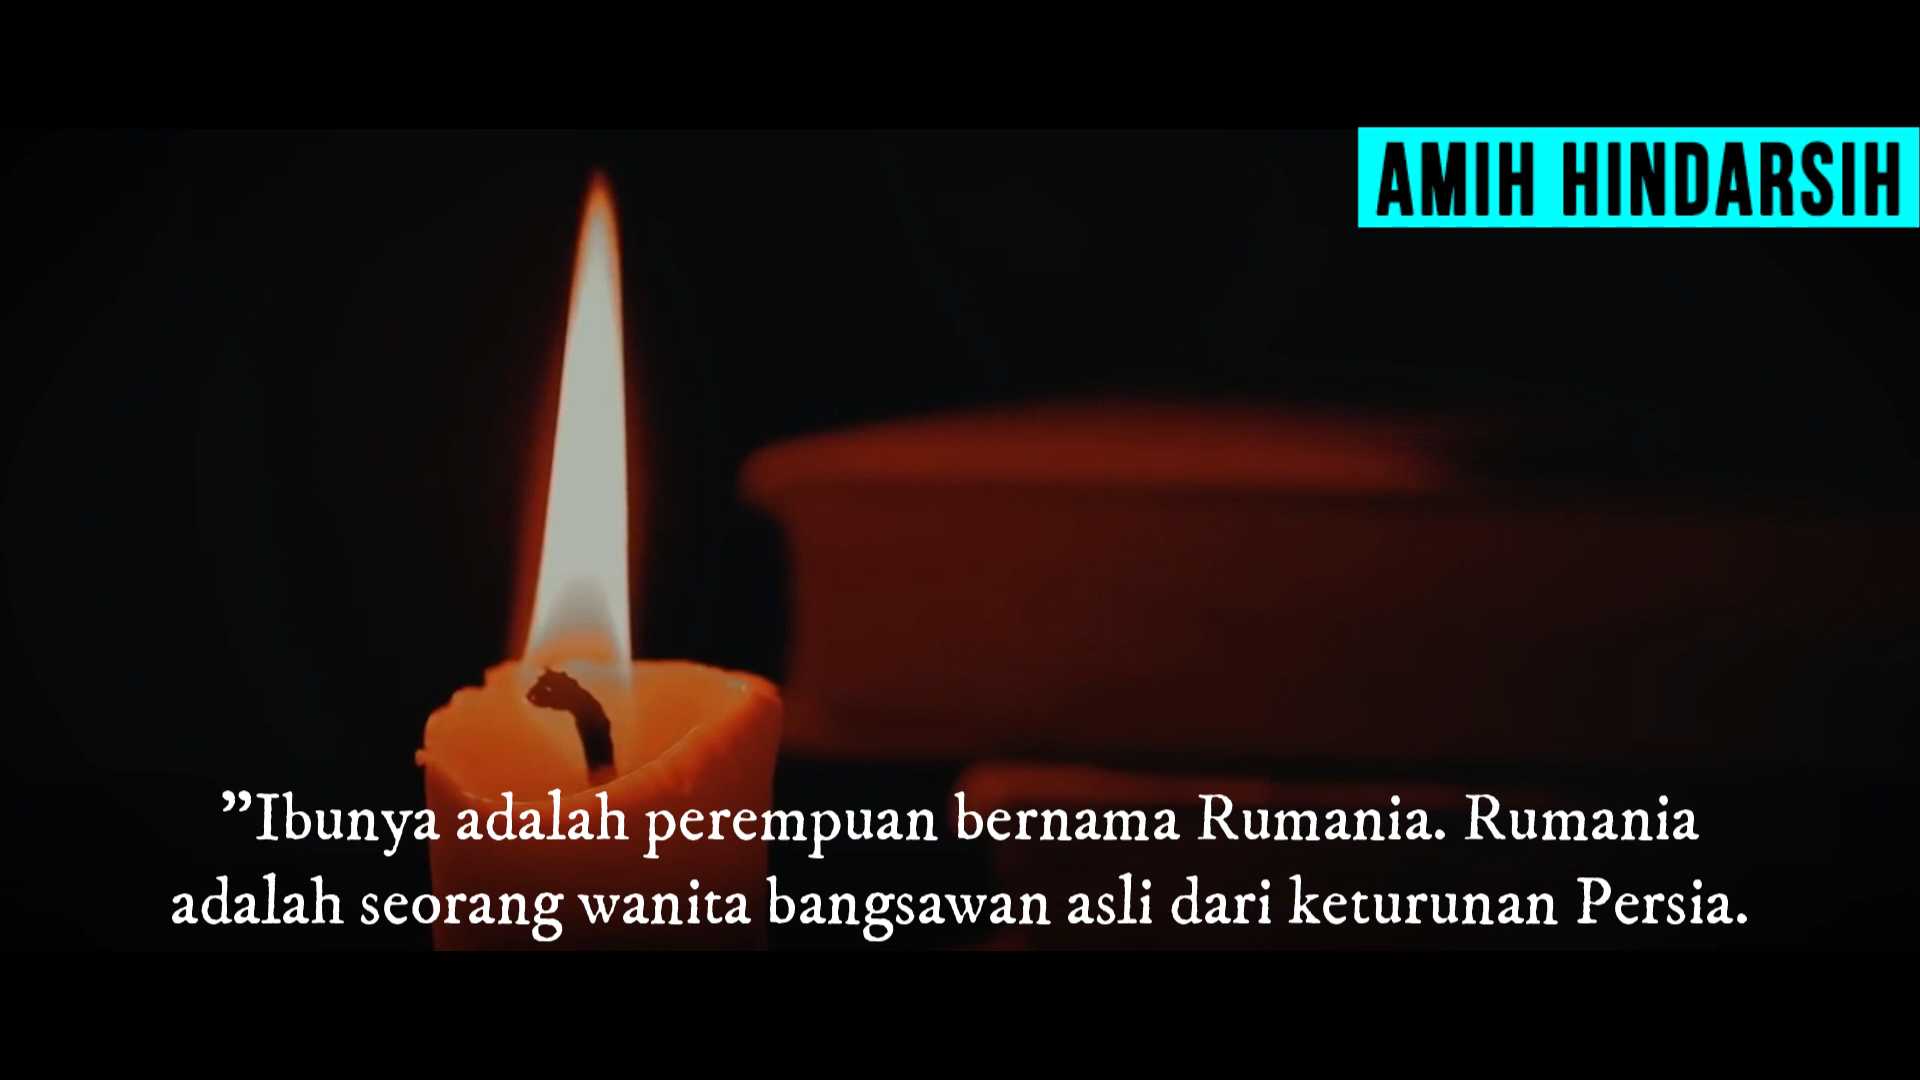 AMIH HINDARSIH
”Ibunya adalah perempuan bernama Rumania. Rumania
adalah seorang wanita bangsawan asli dari keturunan Persia.